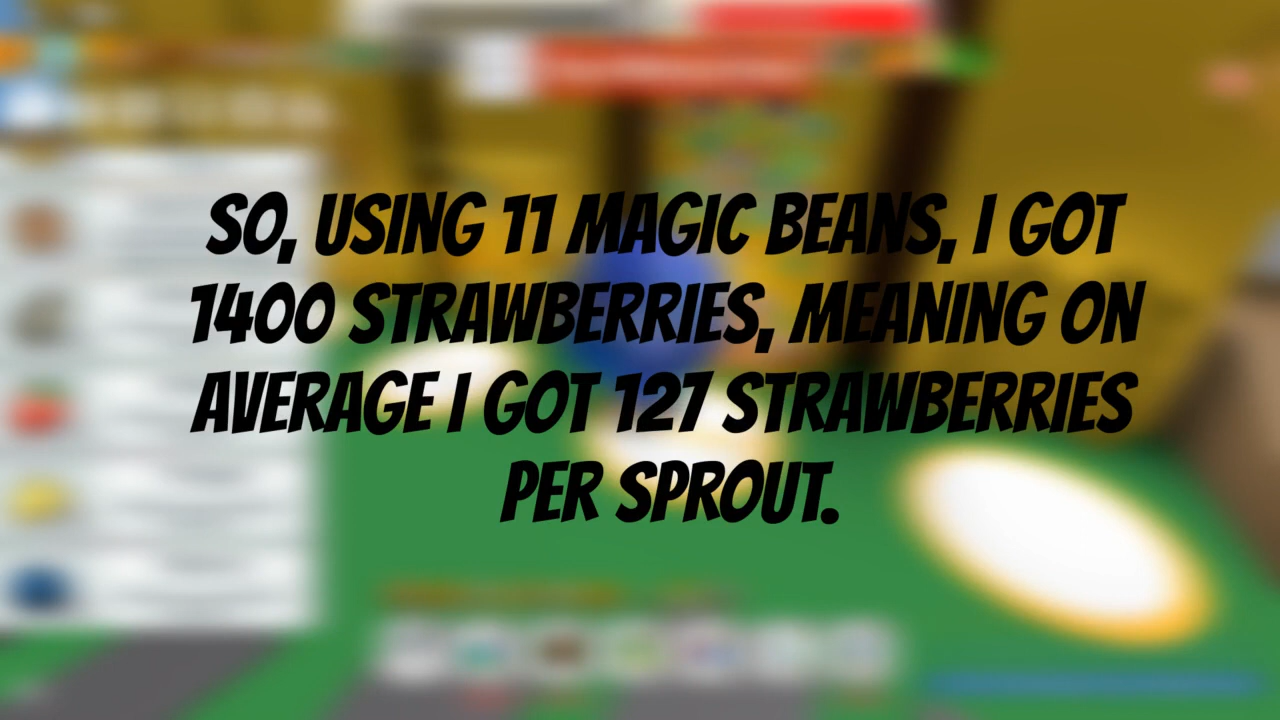 SO, USING 11 MAGIC BEANS, I GOT
1400 STRAWBERRIES, MEANING ON
AVERAGE I GOT 127 STRAWBERRIES
PER SPROUT.